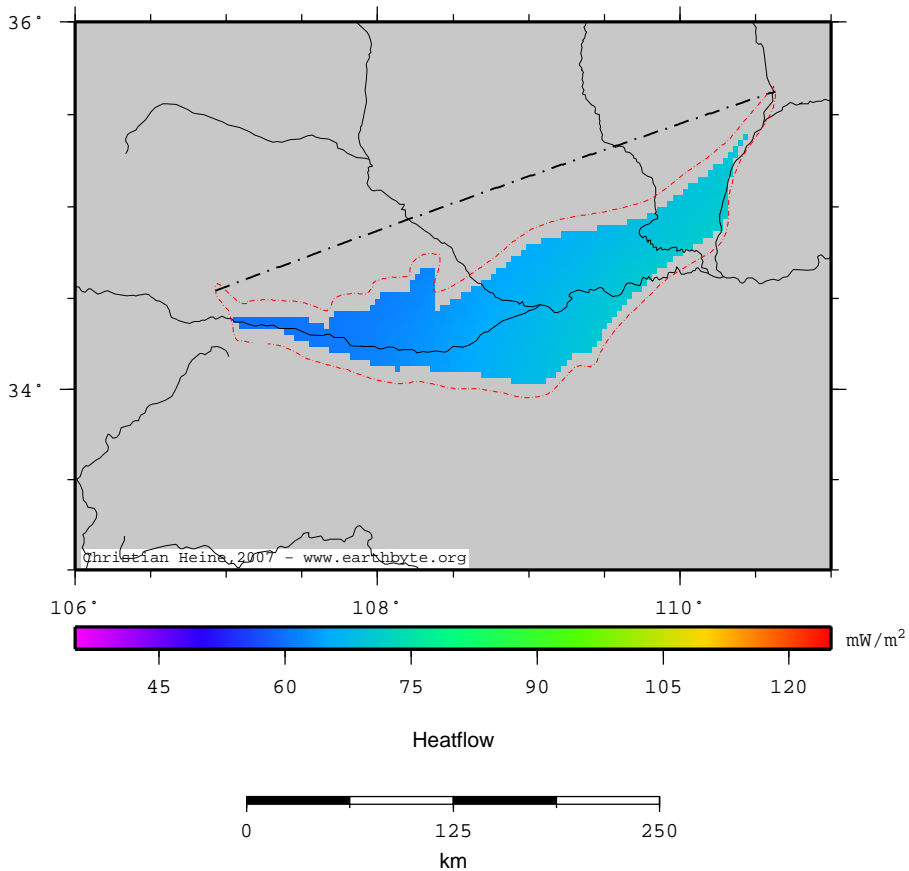 36°
34°
Christian Heine, 2007 - www.earthbyte.org
106° 108° 110°
mW/m²
45 60 75 90 105 120
Heatflow
0 125 250
km